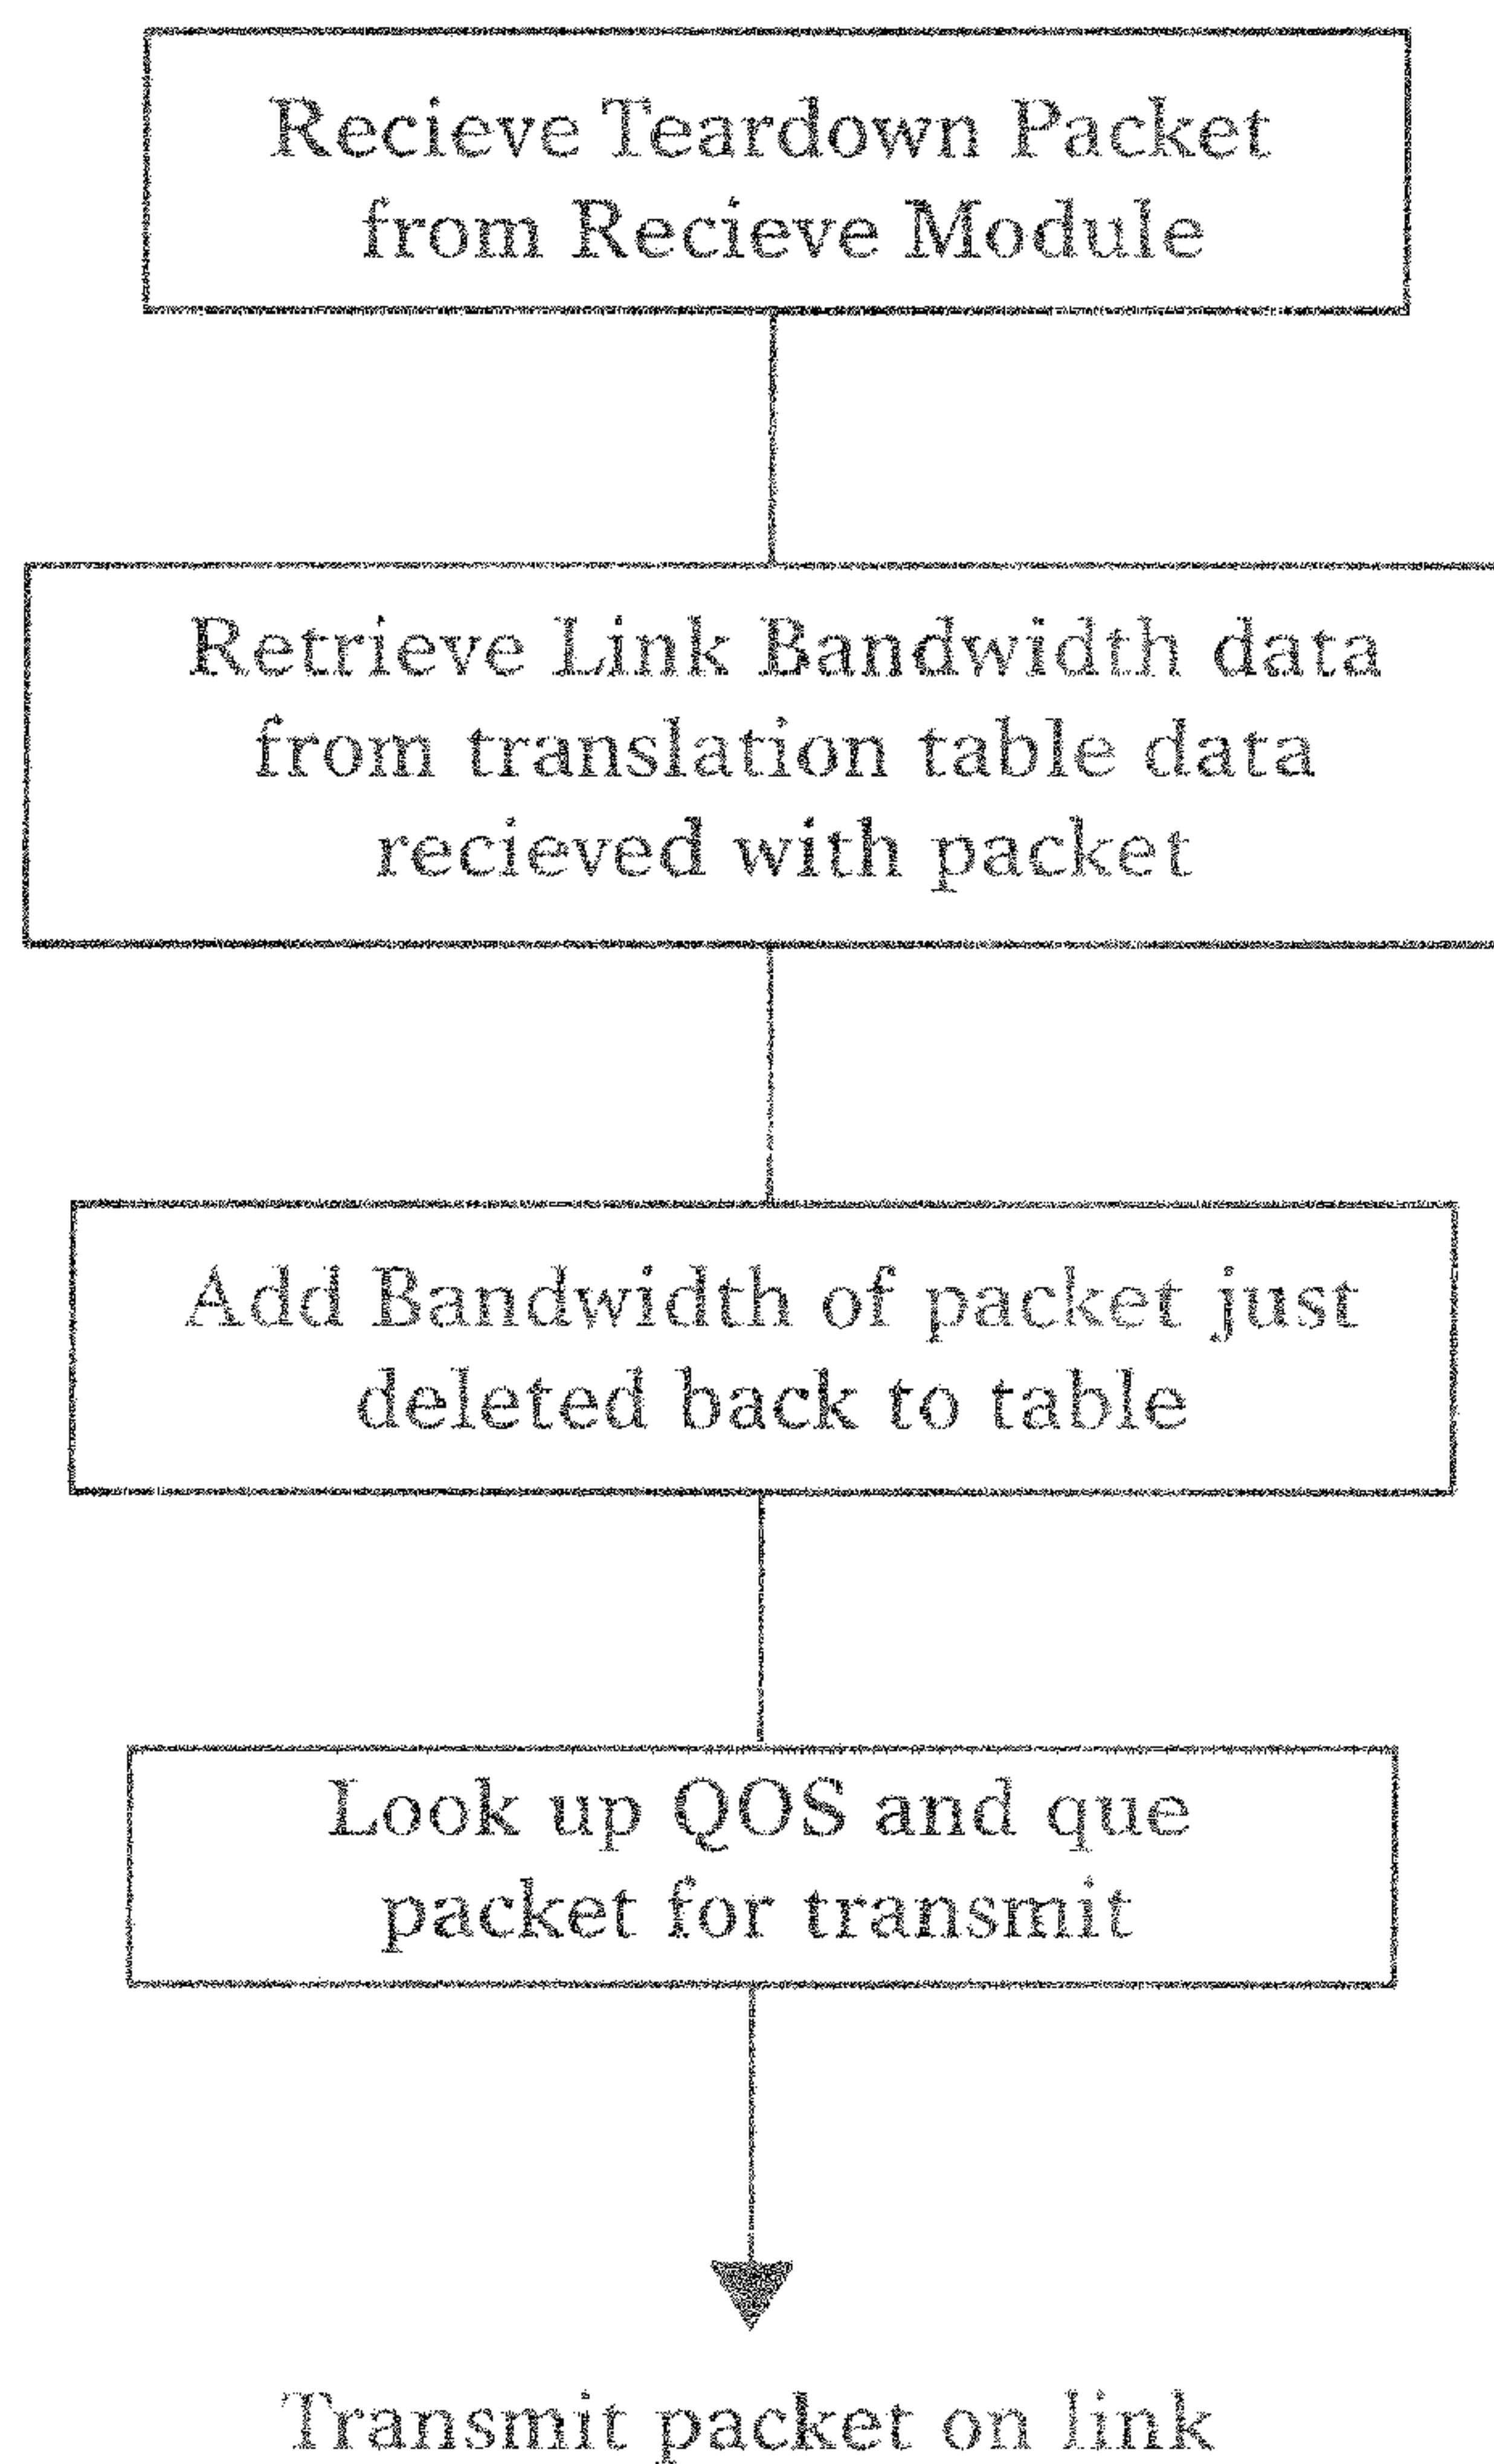 Recieve Teardown Packet
from Recieve Module
Retrieve Link Bandwidth data
from translation table data
recieved with packet
Add Bandwidth of packet just
deleted back to table
Look up QOS and que
packet for transmit
Transmit packet on link